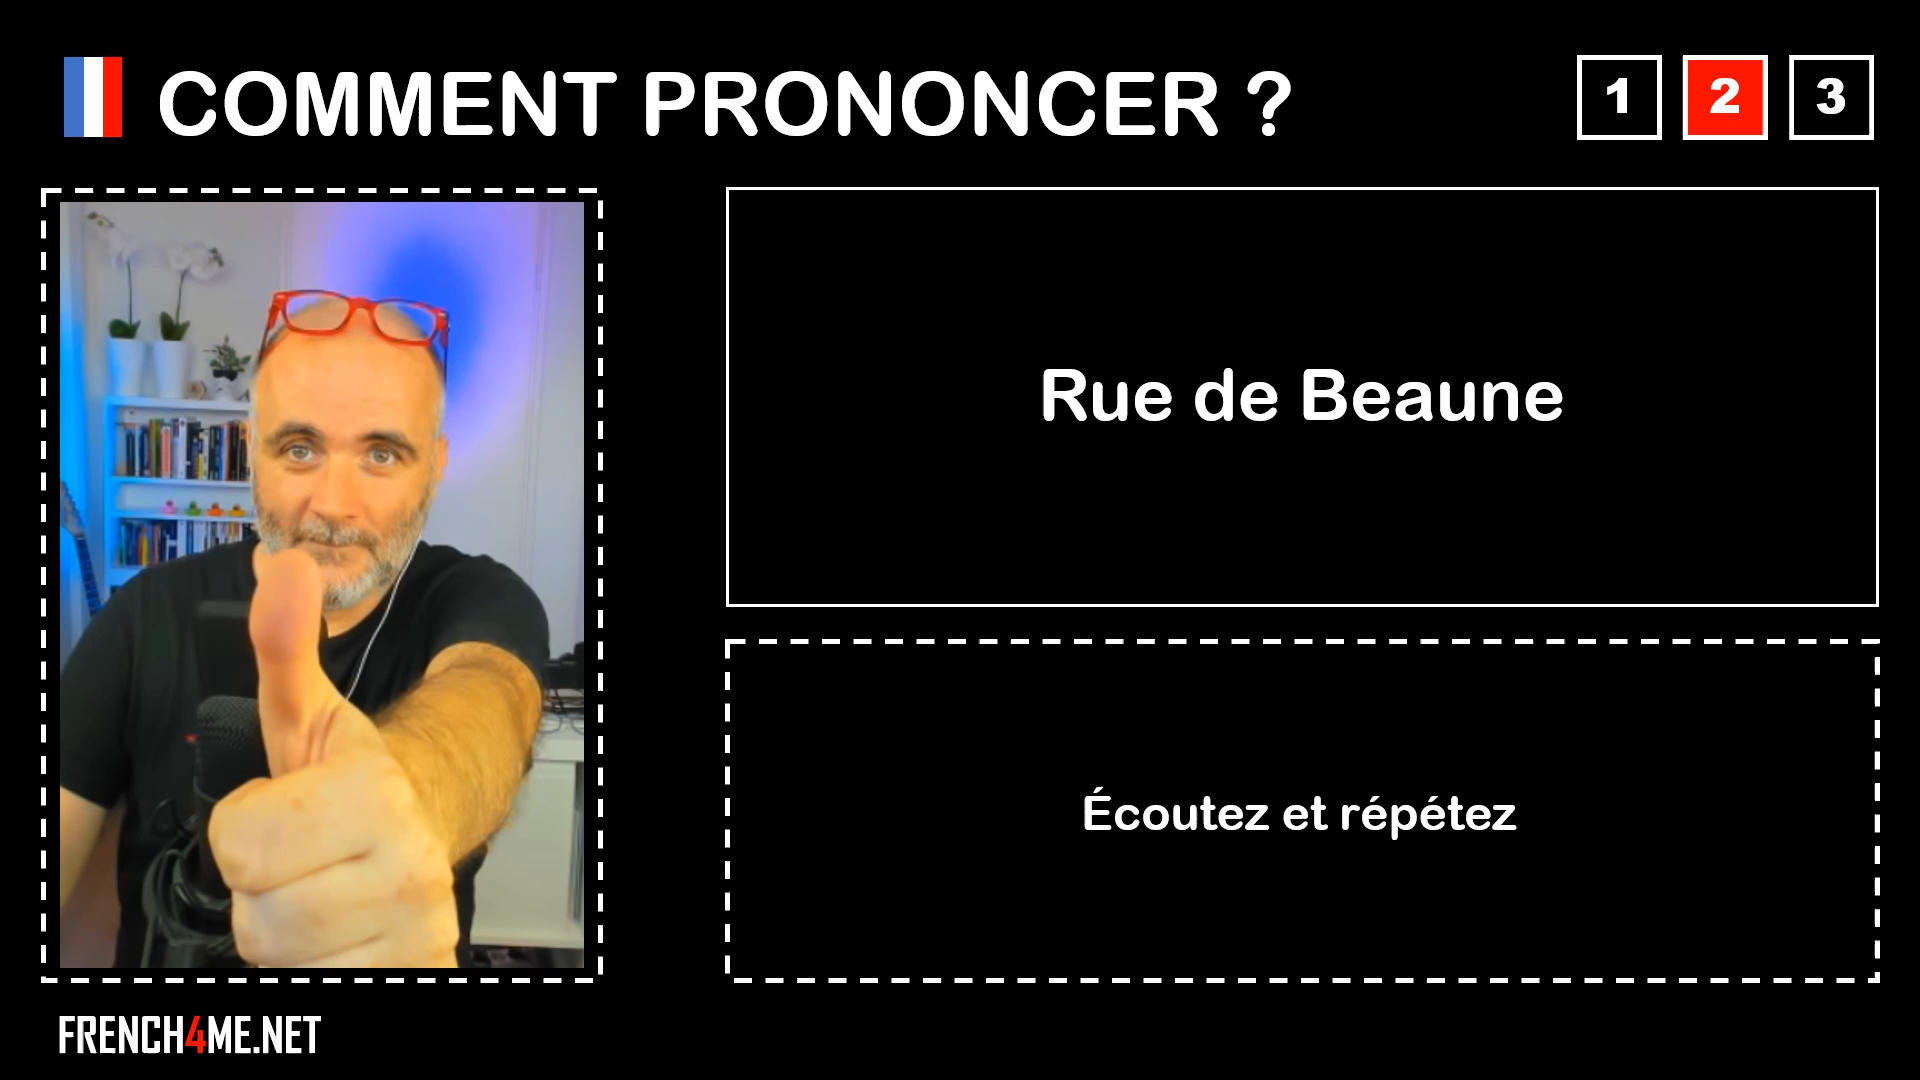 COMMENT PRONONCER ?
1 2 3
Rue de Beaune
Écoutez et répétez
FRENCH4ME.NET